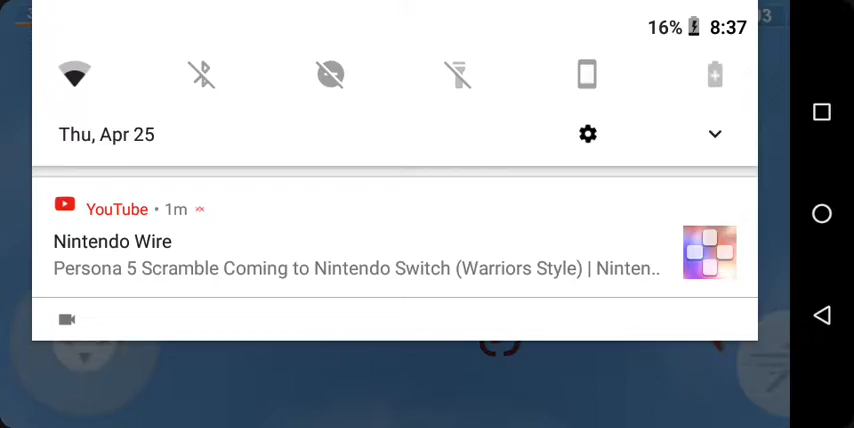 16% 8:37
Thu, Apr 25
YouTube • 1m
Nintendo Wire
Persona 5 Scramble Coming to Nintendo Switch (Warriors Style) | Ninten..